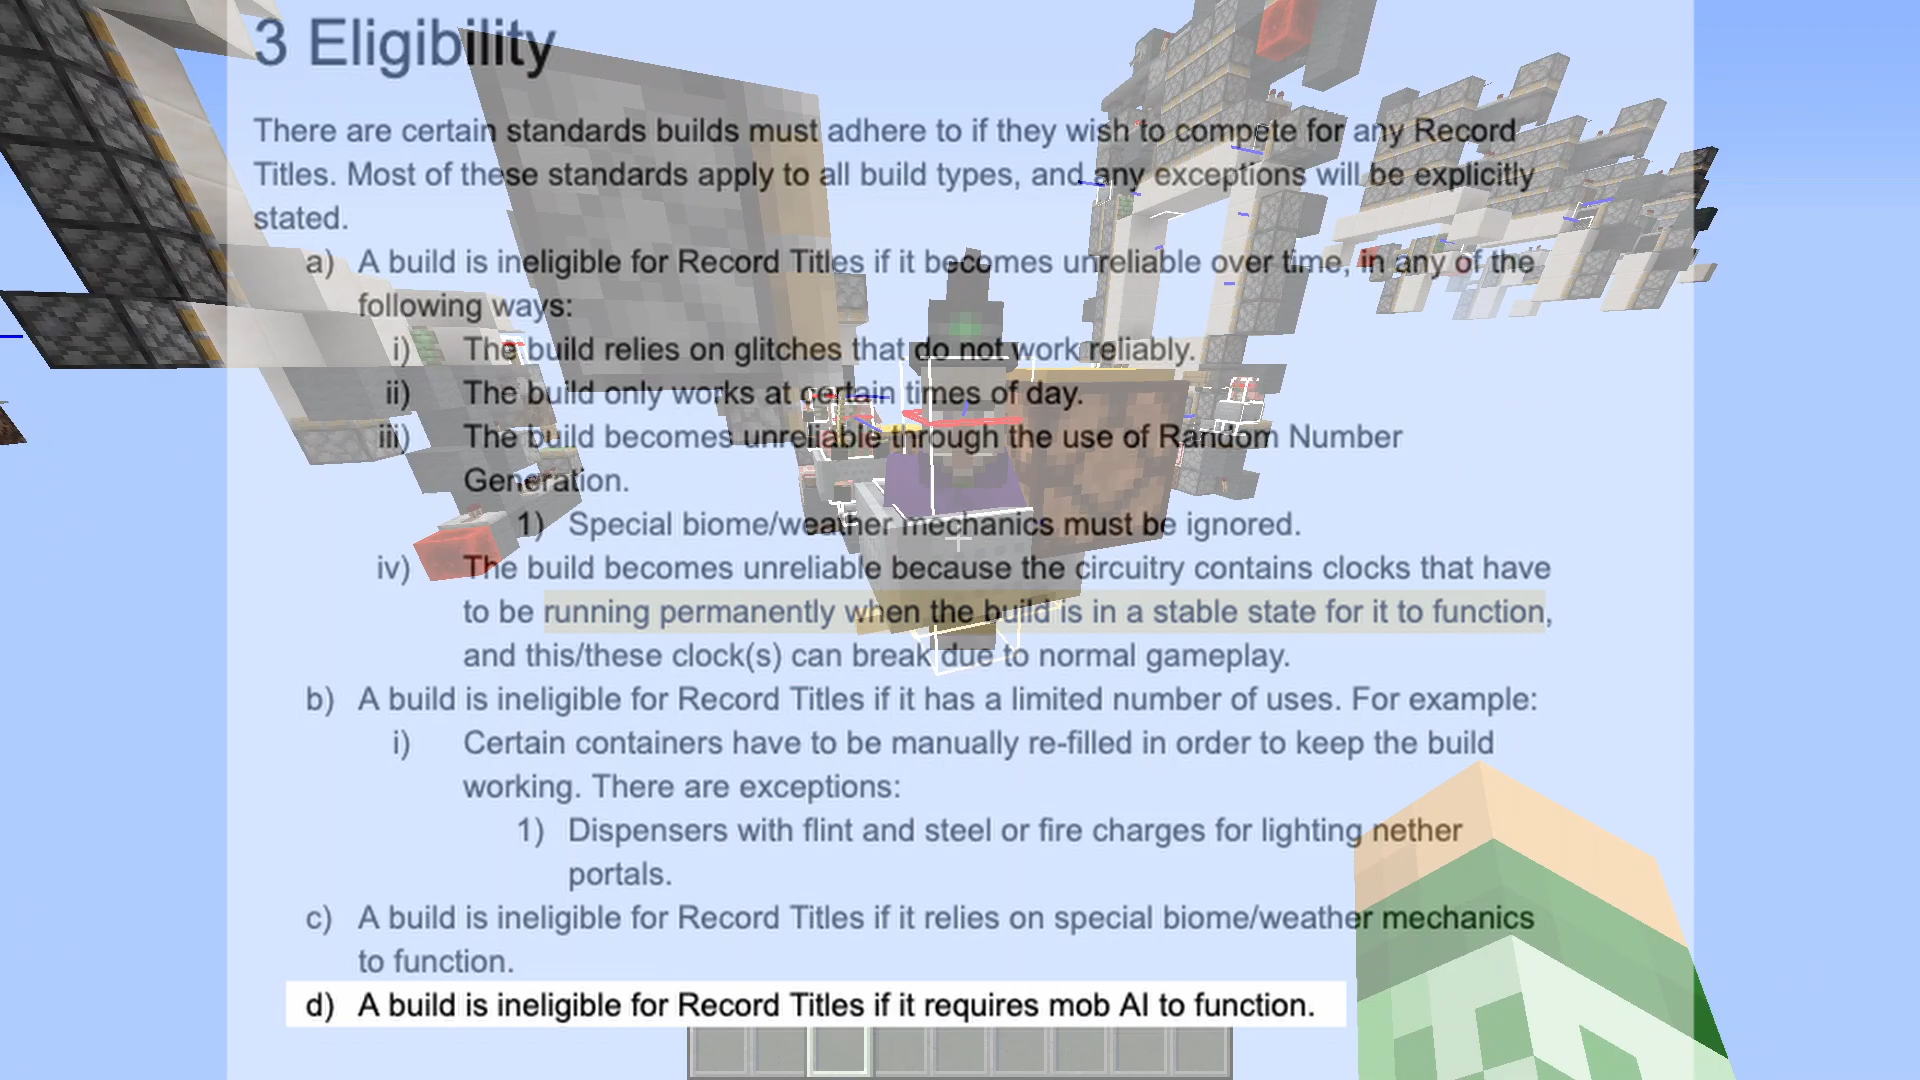 3 Eligibility
There are certain standards builds must adhere to if they wish to compete for any Record
Titles. Most of these standards apply to all build types, and any exceptions will be explicitly
stated.
a) A build is ineligible for Record Titles if it becomes unreliable over time, in any of the
following ways:
i) The build relies on glitches that do not work reliably.
ii) The build only works at certain times of day.
iii) The build becomes unreliable through the use of Random Number
Generation.
1) Special biome/weather mechanics must be ignored.
iv) The build becomes unreliable because the circuitry contains clocks that have
to be running permanently when the build is in a stable state for it to function,
and this/these clock(s) can break due to normal gameplay.
b) A build is ineligible for Record Titles if it has a limited number of uses. For example:
i) Certain containers have to be manually re-filled in order to keep the build
working. There are exceptions:
1) Dispensers with flint and steel or fire charges for lighting nether
portals.
c) A build is ineligible for Record Titles if it relies on special biome/weather mechanics
to function.
d) A build is ineligible for Record Titles if it requires mob AI to function.